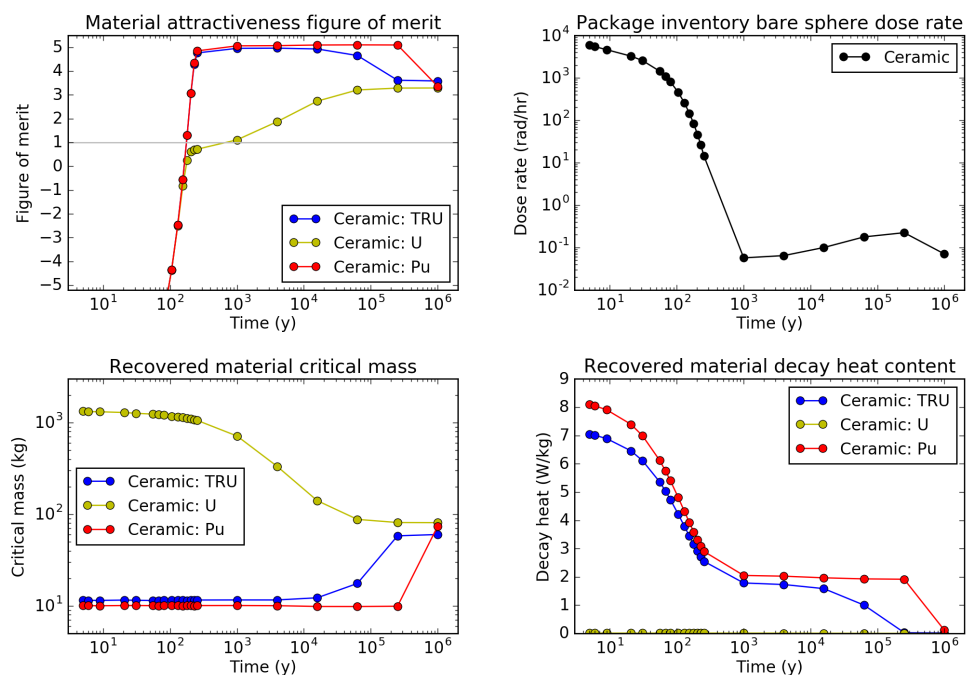 Material attractiveness figure of merit
5
4
3
2
1
0
−1
−2
−3
−4
−5
Figure of merit
Ceramic: TRU
Ceramic: U
Ceramic: Pu
10^1 10^2 10^3 10^4 10^5 10^6
Time (y)
Package inventory bare sphere dose rate
10^4
10^3
10^2
10^1
10^0
10^-1
10^-2
Dose rate (rad/hr)
Ceramic
10^1 10^2 10^3 10^4 10^5 10^6
Time (y)
Recovered material critical mass
10^3
10^2
10^1
Critical mass (kg)
Ceramic: TRU
Ceramic: U
Ceramic: Pu
10^1 10^2 10^3 10^4 10^5 10^6
Time (y)
Recovered material decay heat content
9
8
7
6
5
4
3
2
1
0
Decay heat (W/kg)
Ceramic: TRU
Ceramic: U
Ceramic: Pu
10^1 10^2 10^3 10^4 10^5 10^6
Time (y)